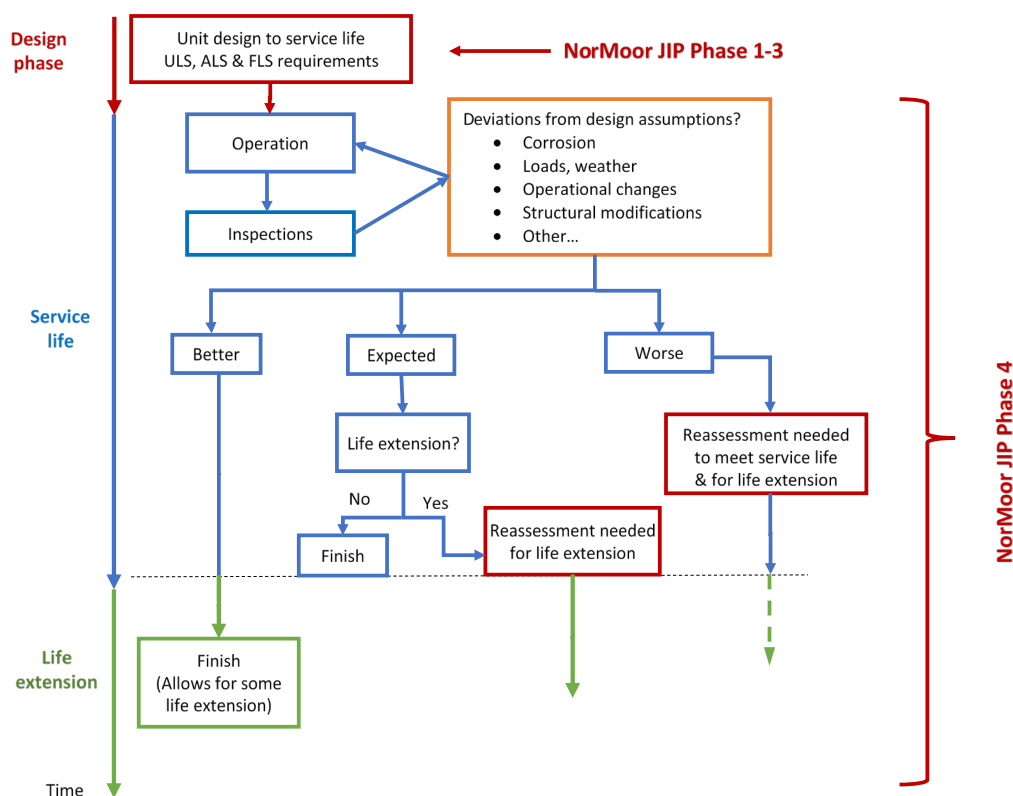 Design
phase
Unit design to service life
ULS, ALS & FLS requirements
NorMoor JIP Phase 1-3
Operation
Deviations from design assumptions?
• Corrosion
• Loads, weather
• Operational changes
• Structural modifications
• Other...
Inspections
Service
life
Better
Expected
Worse
Life extension?
Reassessment needed
to meet service life
& for life extension
No
Yes
Finish
Reassessment needed
for life extension
NorMoor JIP Phase 4
Life
extension
Finish
(Allows for some
life extension)
Time